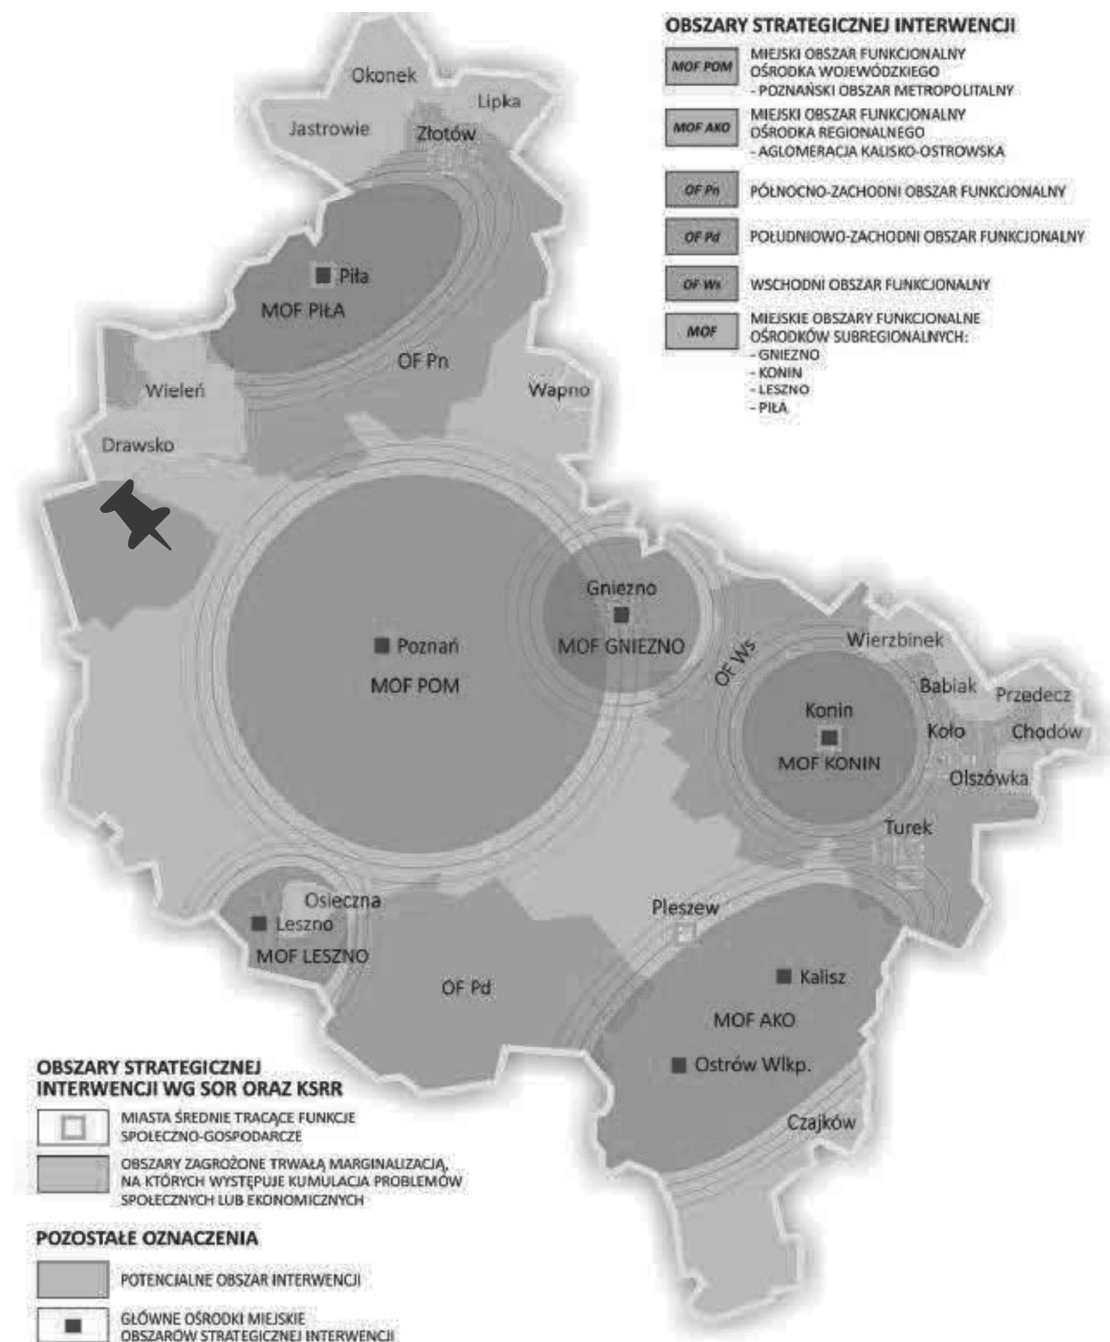 OBSZARY STRATEGICZNEJ INTERWENCJI
MOF POM
MIEJSKI OBSZAR FUNKCJONALNY
OŚRODKA WOJEWÓDZKIEGO
- POZNAŃSKI OBSZAR METROPOLITALNY
MOF AKO
MIEJSKI OBSZAR FUNKCJONALNY
OŚRODKA REGIONALNEGO
- AGLOMERACJA KALISKO-OSTROWSKA
OF Pn PÓŁNOCNO-ZACHODNI OBSZAR FUNKCJONALNY
OF Pd POŁUDNIOWO-ZACHODNI OBSZAR FUNKCJONALNY
OF Ws WSCHODNI OBSZAR FUNKCJONALNY
MOF
MIEJSKIE OBSZARY FUNKCJONALNE
OŚRODKÓW SUBREGIONALNYCH:
- GNIEZNO
- KONIN
- LESZNO
- PIŁA
Okonek
Lipka
Jastrowie
Złotów
Piła
MOF PIŁA
OF Pn
Wieleń
Wapno
Drawsko
Gniezno
MOF GNIEZNO
Poznań
MOF POM
OF Ws
Wierzbinek
Babiak
Przedecz
Konin
Koło
Chodów
MOF KONIN
Olszówka
Turek
Osieczna
Leszno
MOF LESZNO
Pleszew
OF Pd
Kalisz
MOF AKO
Ostrów Wlkp.
Czajków
OBSZARY STRATEGICZNEJ
INTERWENCJI WG SOR ORAZ KSRR
MIASTA ŚREDNIE TRACĄCE FUNKCJE
SPOŁECZNO-GOSPODARCZE
OBSZARY ZAGROŻONE TRWAŁĄ MARGINALIZACJĄ,
NA KTÓRYCH WYSTĘPUJE KUMULACJA PROBLEMÓW
SPOŁECZNYCH LUB EKONOMICZNYCH
POZOSTAŁE OZNACZENIA
POTENCJALNE OBSZAR INTERWENCJI
GŁÓWNE OŚRODKI MIEJSKIE
OBSZARÓW STRATEGICZNEJ INTERWENCJI